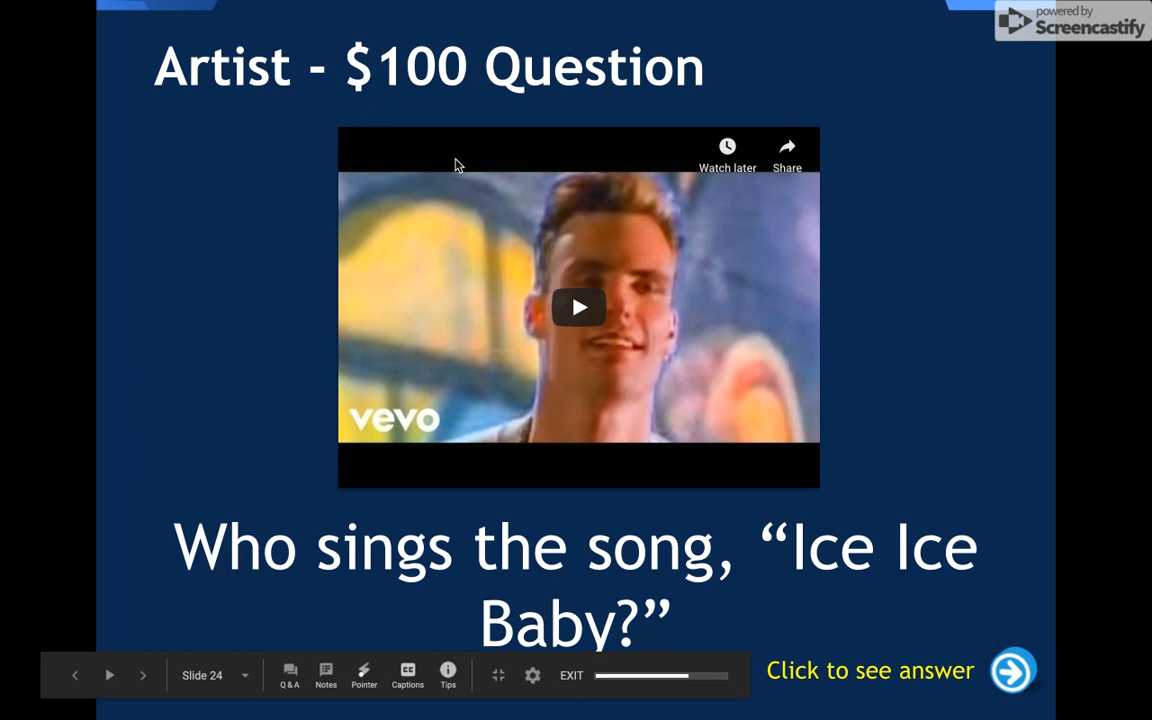 powered by
Screencastify
Artist - $100 Question
Watch later
Share
vevo
Who sings the song, “Ice Ice
Baby?”
Click to see answer
Slide 24
Q & A
Notes
Pointer
Captions
Tips
EXIT